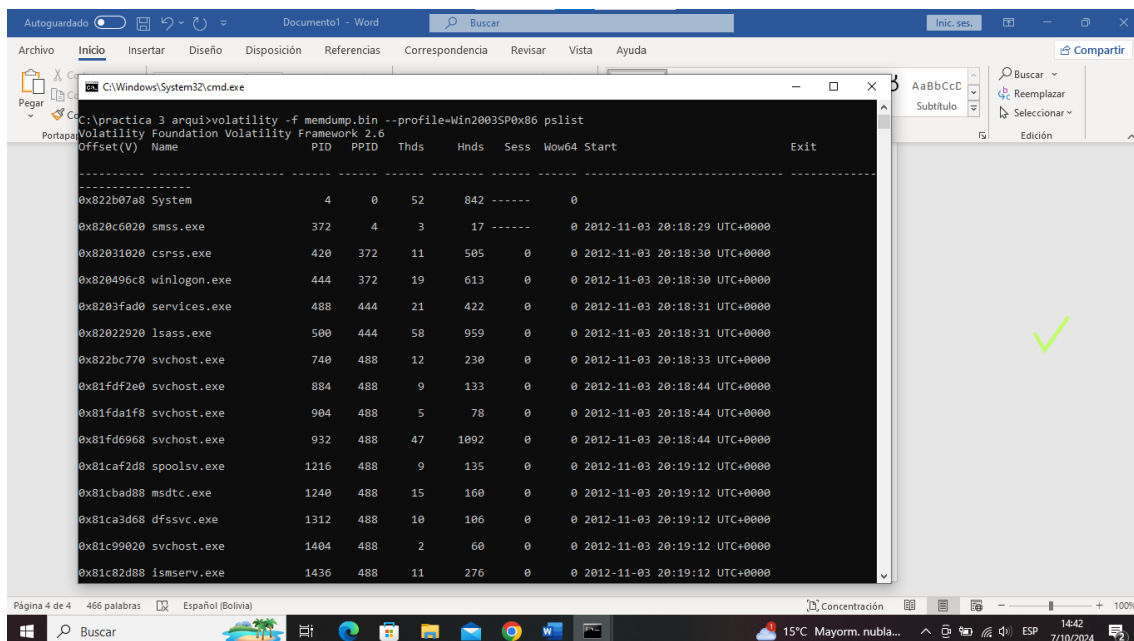 Autoguardado
Documento1 - Word
Buscar
Inic. ses.
Archivo Inicio Insertar Diseño Disposición Referencias Correspondencia Revisar Vista Ayuda
Compartir
Pegar
Portapa
AaBbCcD
Subtítulo
Buscar
Reemplazar
Seleccionar
Edición
C:\Windows\System32\cmd.exe
C:\practica 3 arqui>volatility -f memdump.bin --profile=Win2003SP0x86 pslist
Volatility Foundation Volatility Framework 2.6
Offset(V) Name PID PPID Thds Hnds Sess Wow64 Start Exit
---------- -------------------- ------ ------ ------ -------- ------ ------ ------------------------------ -------------
-----------------
0x822b07a8 System 4 0 52 842 ------ 0
0x820c6020 smss.exe 372 4 3 17 ------ 0 2012-11-03 20:18:29 UTC+0000
0x82031020 csrss.exe 420 372 11 505 0 0 2012-11-03 20:18:30 UTC+0000
0x820496c8 winlogon.exe 444 372 19 613 0 0 2012-11-03 20:18:30 UTC+0000
0x8203fad0 services.exe 488 444 21 422 0 0 2012-11-03 20:18:31 UTC+0000
0x82022920 lsass.exe 500 444 58 959 0 0 2012-11-03 20:18:31 UTC+0000
0x822bc770 svchost.exe 740 488 12 230 0 0 2012-11-03 20:18:33 UTC+0000
0x81fdf2e0 svchost.exe 884 488 9 133 0 0 2012-11-03 20:18:44 UTC+0000
0x81fda1f8 svchost.exe 904 488 5 78 0 0 2012-11-03 20:18:44 UTC+0000
0x81fd6968 svchost.exe 932 488 47 1092 0 0 2012-11-03 20:18:44 UTC+0000
0x81caf2d8 spoolsv.exe 1216 488 9 135 0 0 2012-11-03 20:19:12 UTC+0000
0x81cbad88 msdtc.exe 1240 488 15 160 0 0 2012-11-03 20:19:12 UTC+0000
0x81ca3d68 dfssvc.exe 1312 488 10 106 0 0 2012-11-03 20:19:12 UTC+0000
0x81c99020 svchost.exe 1404 488 2 60 0 0 2012-11-03 20:19:12 UTC+0000
0x81c82d88 ismserv.exe 1436 488 11 276 0 0 2012-11-03 20:19:12 UTC+0000
Página 4 de 4 466 palabras Español (Bolivia) Concentración 100%
Buscar
15°C Mayorm. nubla... ESP
14:42
7/10/2024